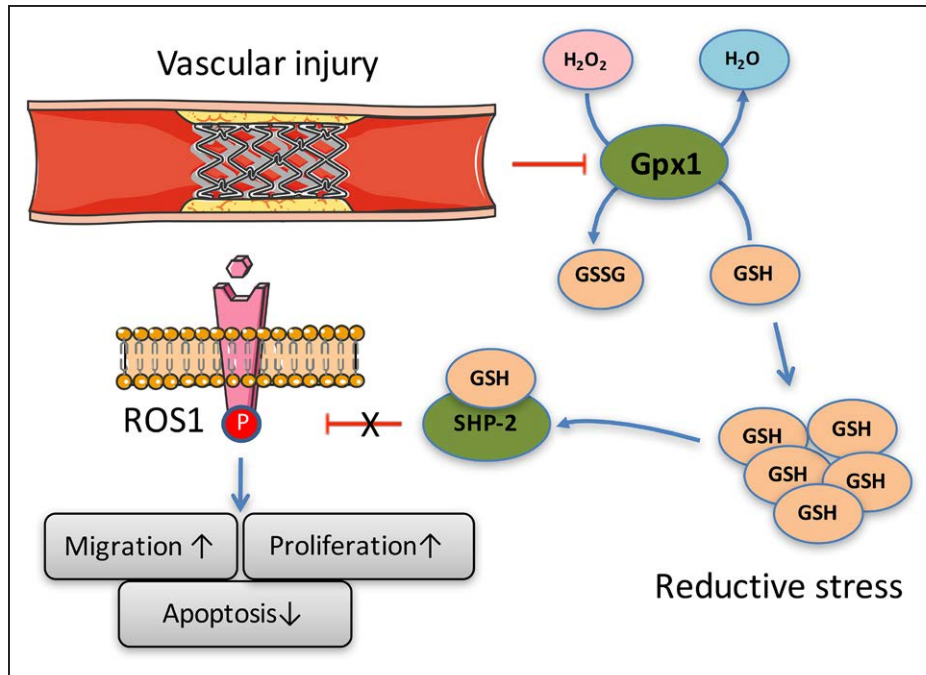 Vascular injury
H₂O₂
H₂O
Gpx1
GSSG
GSH
ROS1
P
X
GSH
SHP-2
GSH
GSH
GSH
GSH
GSH
Migration ↑
Proliferation↑
Apoptosis↓
Reductive stress